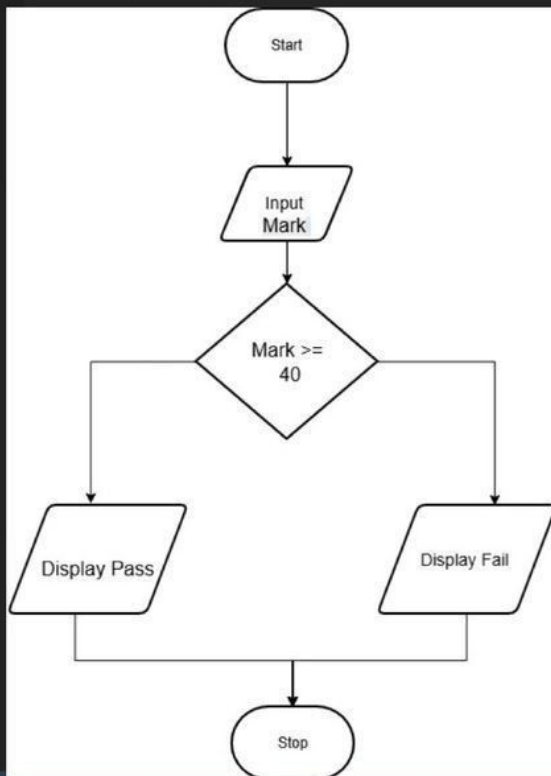 Start
Input
Mark
Mark >=
40
Display Pass
Display Fail
Stop